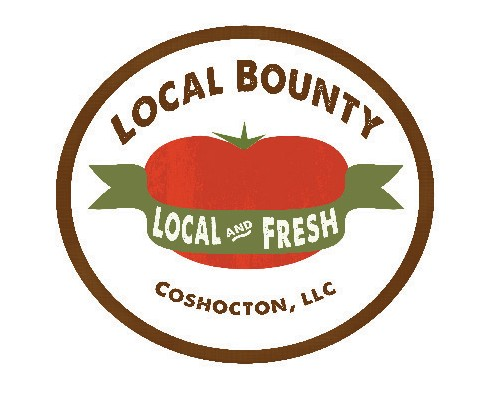 LOCAL BOUNTY
LOCAL AND FRESH
COSHOCTON, LLC